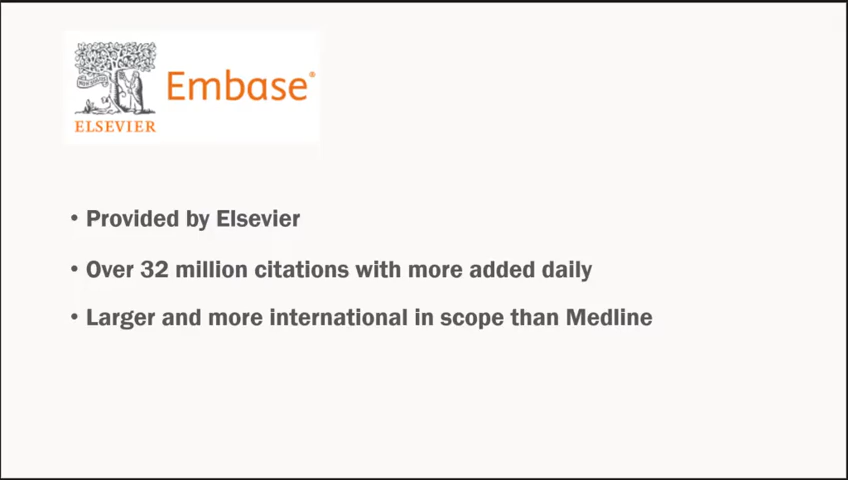 Embase®
ELSEVIER
• Provided by Elsevier
• Over 32 million citations with more added daily
• Larger and more international in scope than Medline